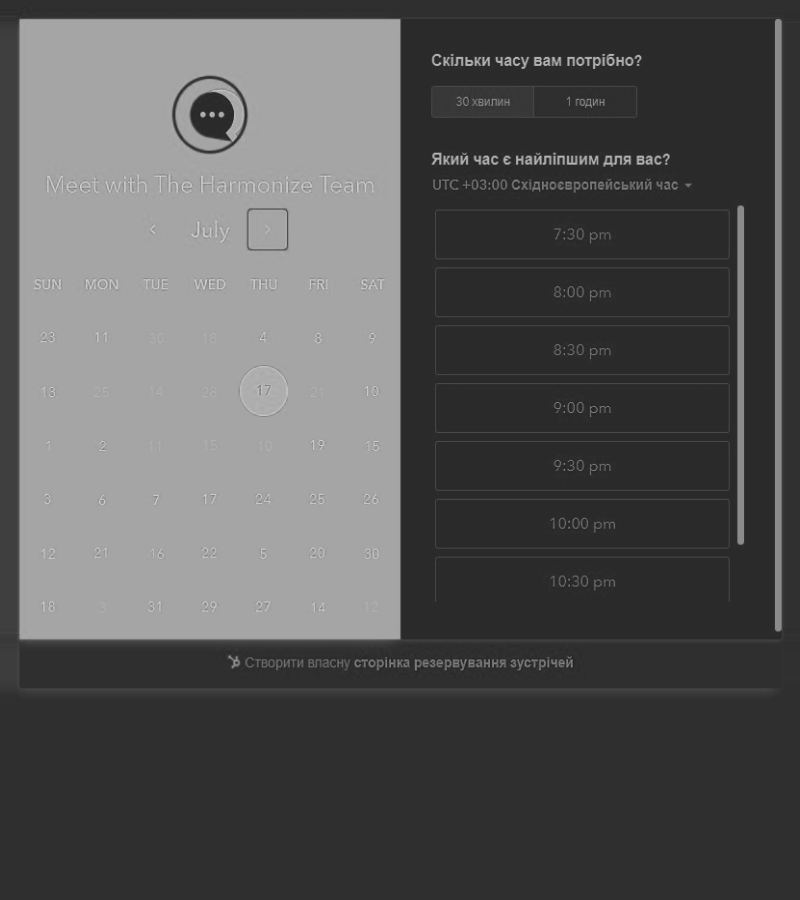 Meet with The Harmonize Team
July
SUN MON TUE WED THU FRI SAT
23 11 30 18 4 8 9
13 25 14 28 17 21 10
1 2 11 15 10 19 15
3 6 7 17 24 25 26
12 21 16 22 5 20 30
18 3 31 29 27 14 12
Скільки часу вам потрібно?
30 хвилин 1 годин
Який час є найліпшим для вас?
UTC +03:00 Східноєвропейський час
7:30 pm
8:00 pm
8:30 pm
9:00 pm
9:30 pm
10:00 pm
10:30 pm
Створити власну сторінка резервування зустрічей